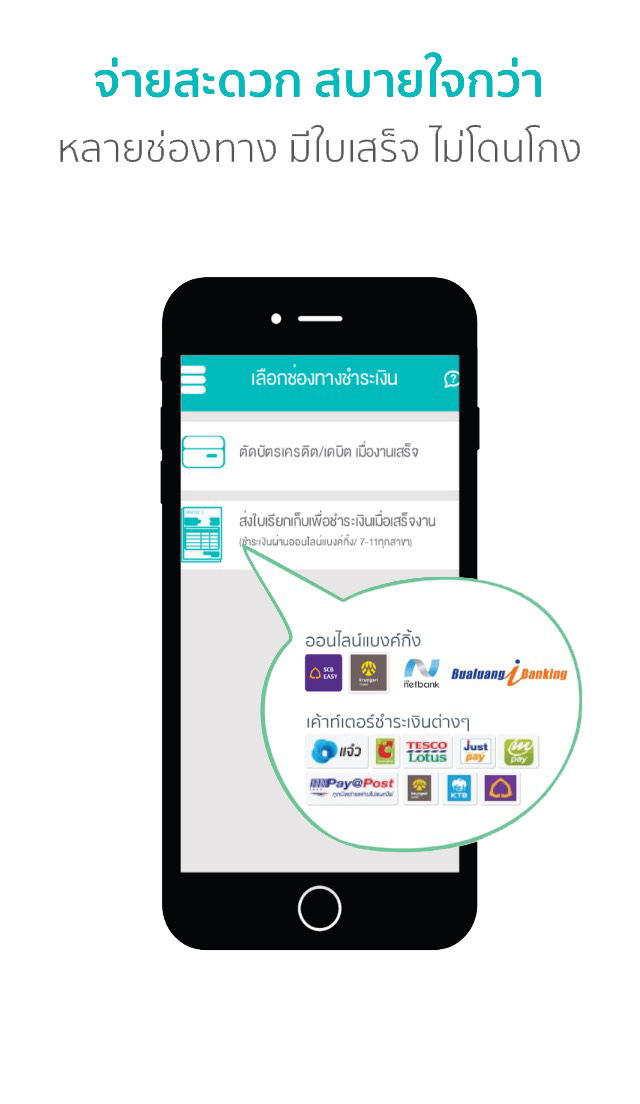 จ่ายสะดวก สบายใจกว่า
หลายช่องทาง มีใบเสร็จ ไม่โดนโกง
เลือกช่องทางชำระเงิน
?
ตัดบัตรเครดิต/เดบิต เมื่องานเสร็จ
ส่งใบเรียกเก็บเพื่อชำระเงินเมื่อเสร็จงาน
(ชำระเงินผ่านออนไลน์แบงค์กิ้ง/ 7-11ทุกสาขา)
ออนไลน์แบงค์กิ้ง
SCB EASY
krungsri
netbank
Bualuang iBanking
เค้าท์เตอร์ชำระเงินต่างๆ
แจ๋ว
TESCO Lotus
Just pay
m pay
Pay@Post
krungsri
KTB